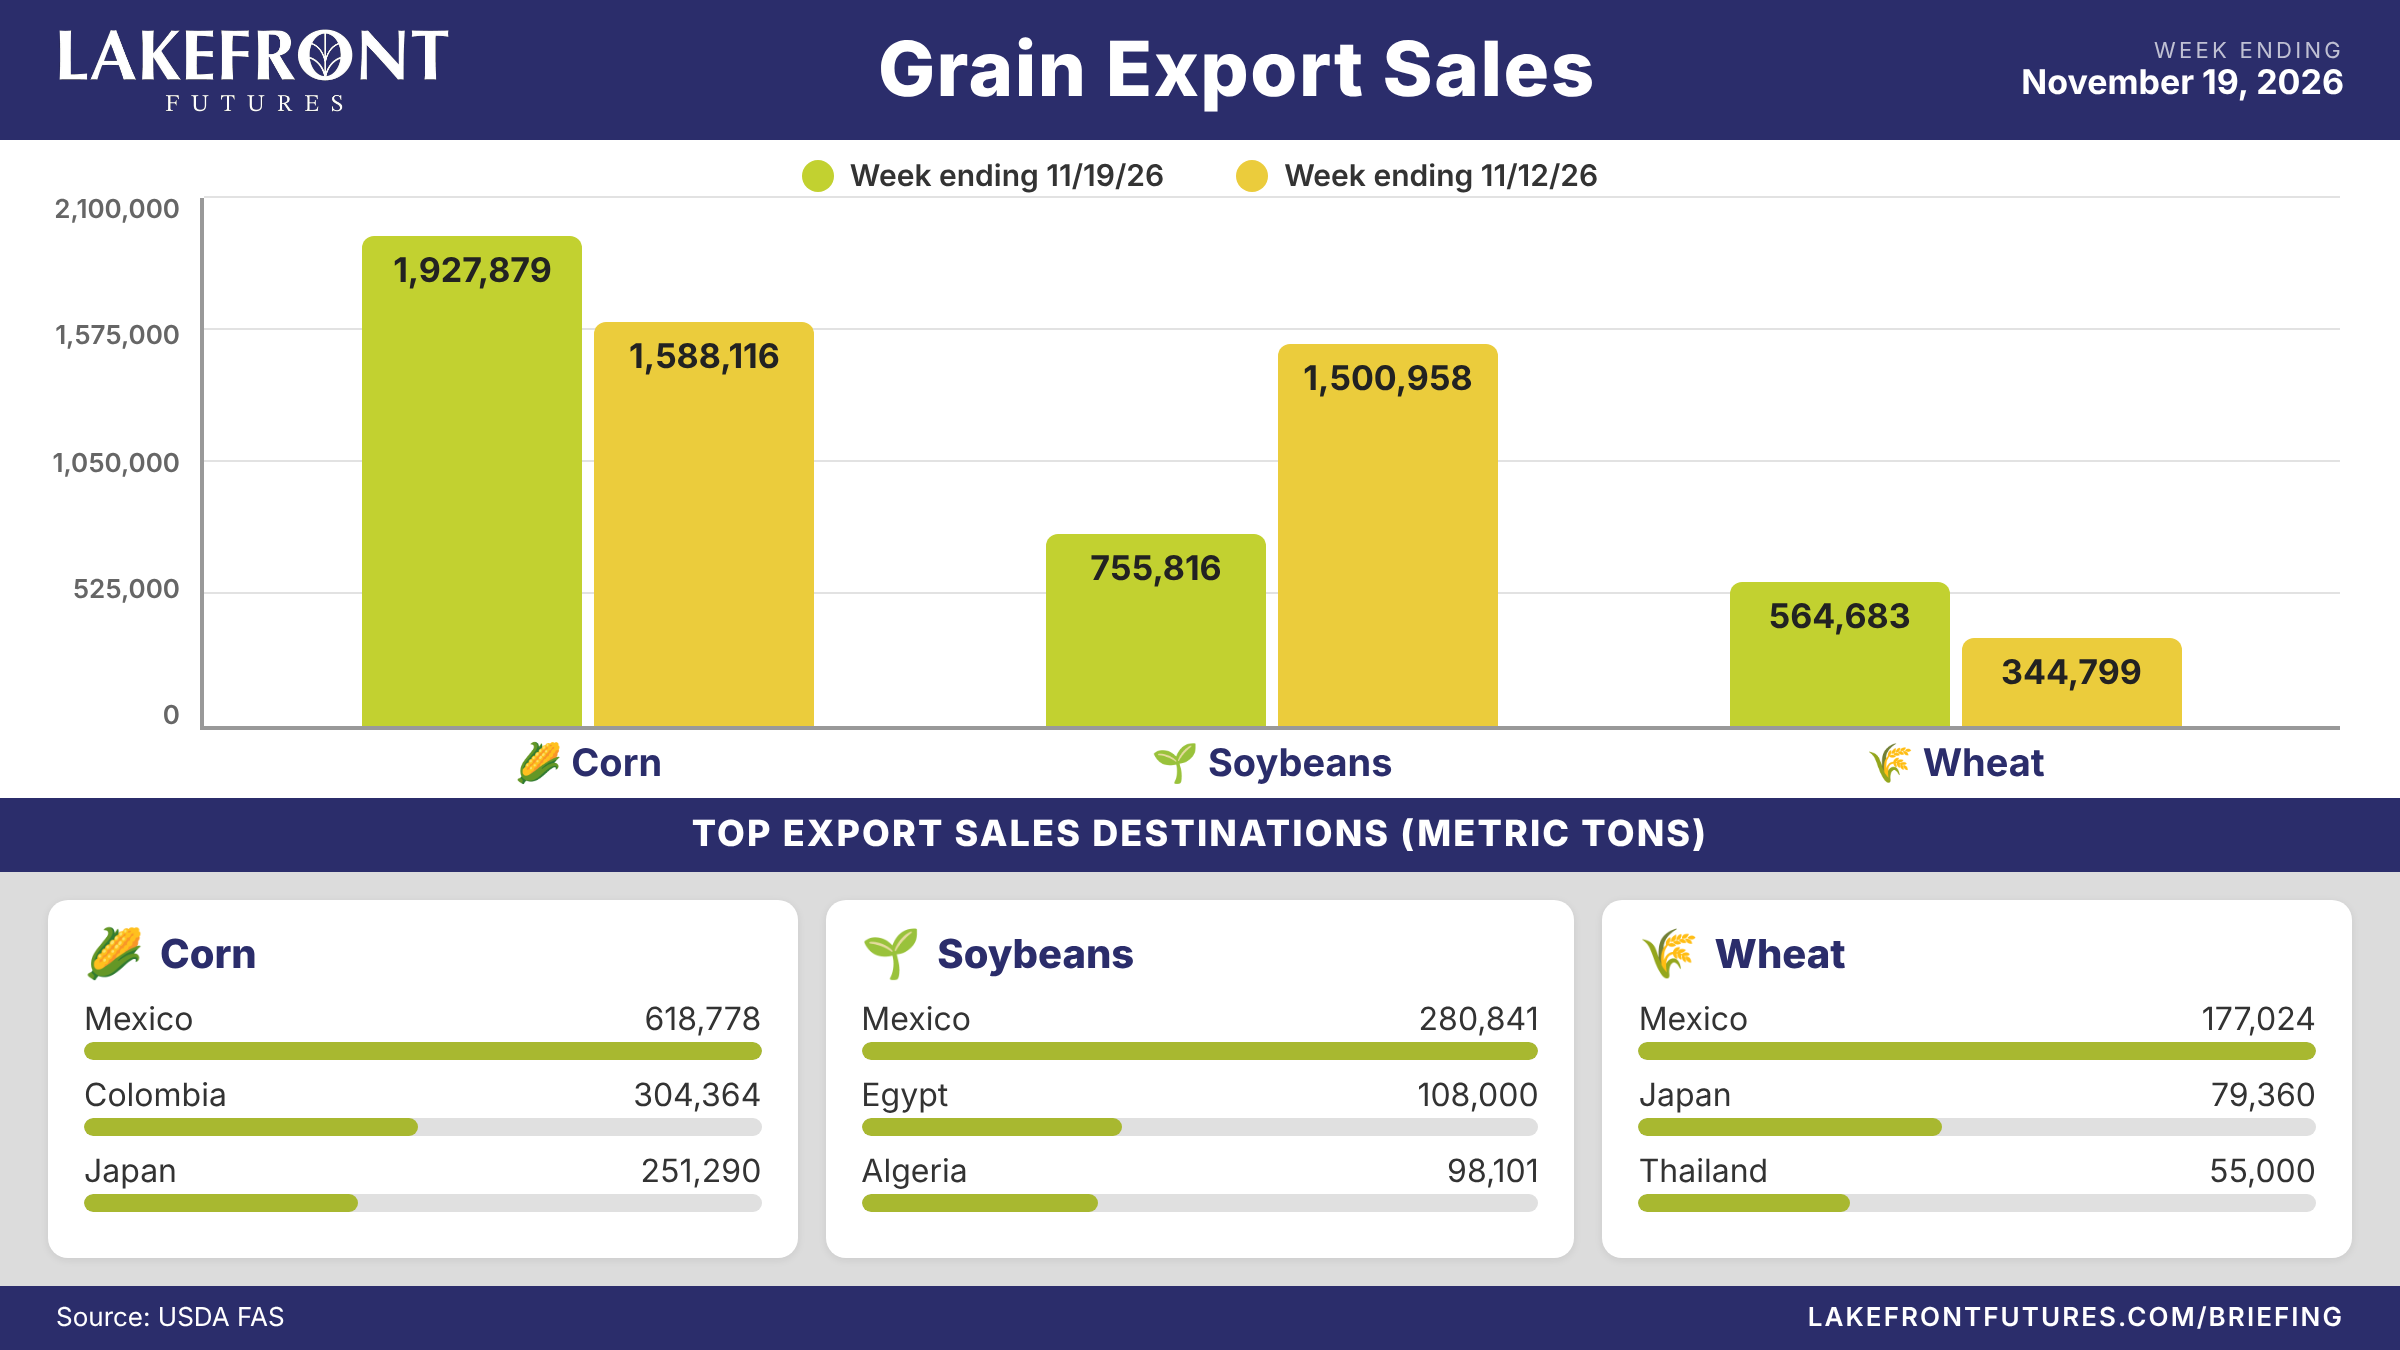 LAKEFRONT
FUTURES
Grain Export Sales
WEEK ENDING
November 19, 2026
Week ending 11/19/26
Week ending 11/12/26
2,100,000
1,575,000
1,050,000
525,000
0
1,927,879
1,588,116
755,816
1,500,958
564,683
344,799
Corn
Soybeans
Wheat
TOP EXPORT SALES DESTINATIONS (METRIC TONS)
Corn
Mexico 618,778
Colombia 304,364
Japan 251,290
Soybeans
Mexico 280,841
Egypt 108,000
Algeria 98,101
Wheat
Mexico 177,024
Japan 79,360
Thailand 55,000
Source: USDA FAS
LAKEFRONTFUTURES.COM/BRIEFING